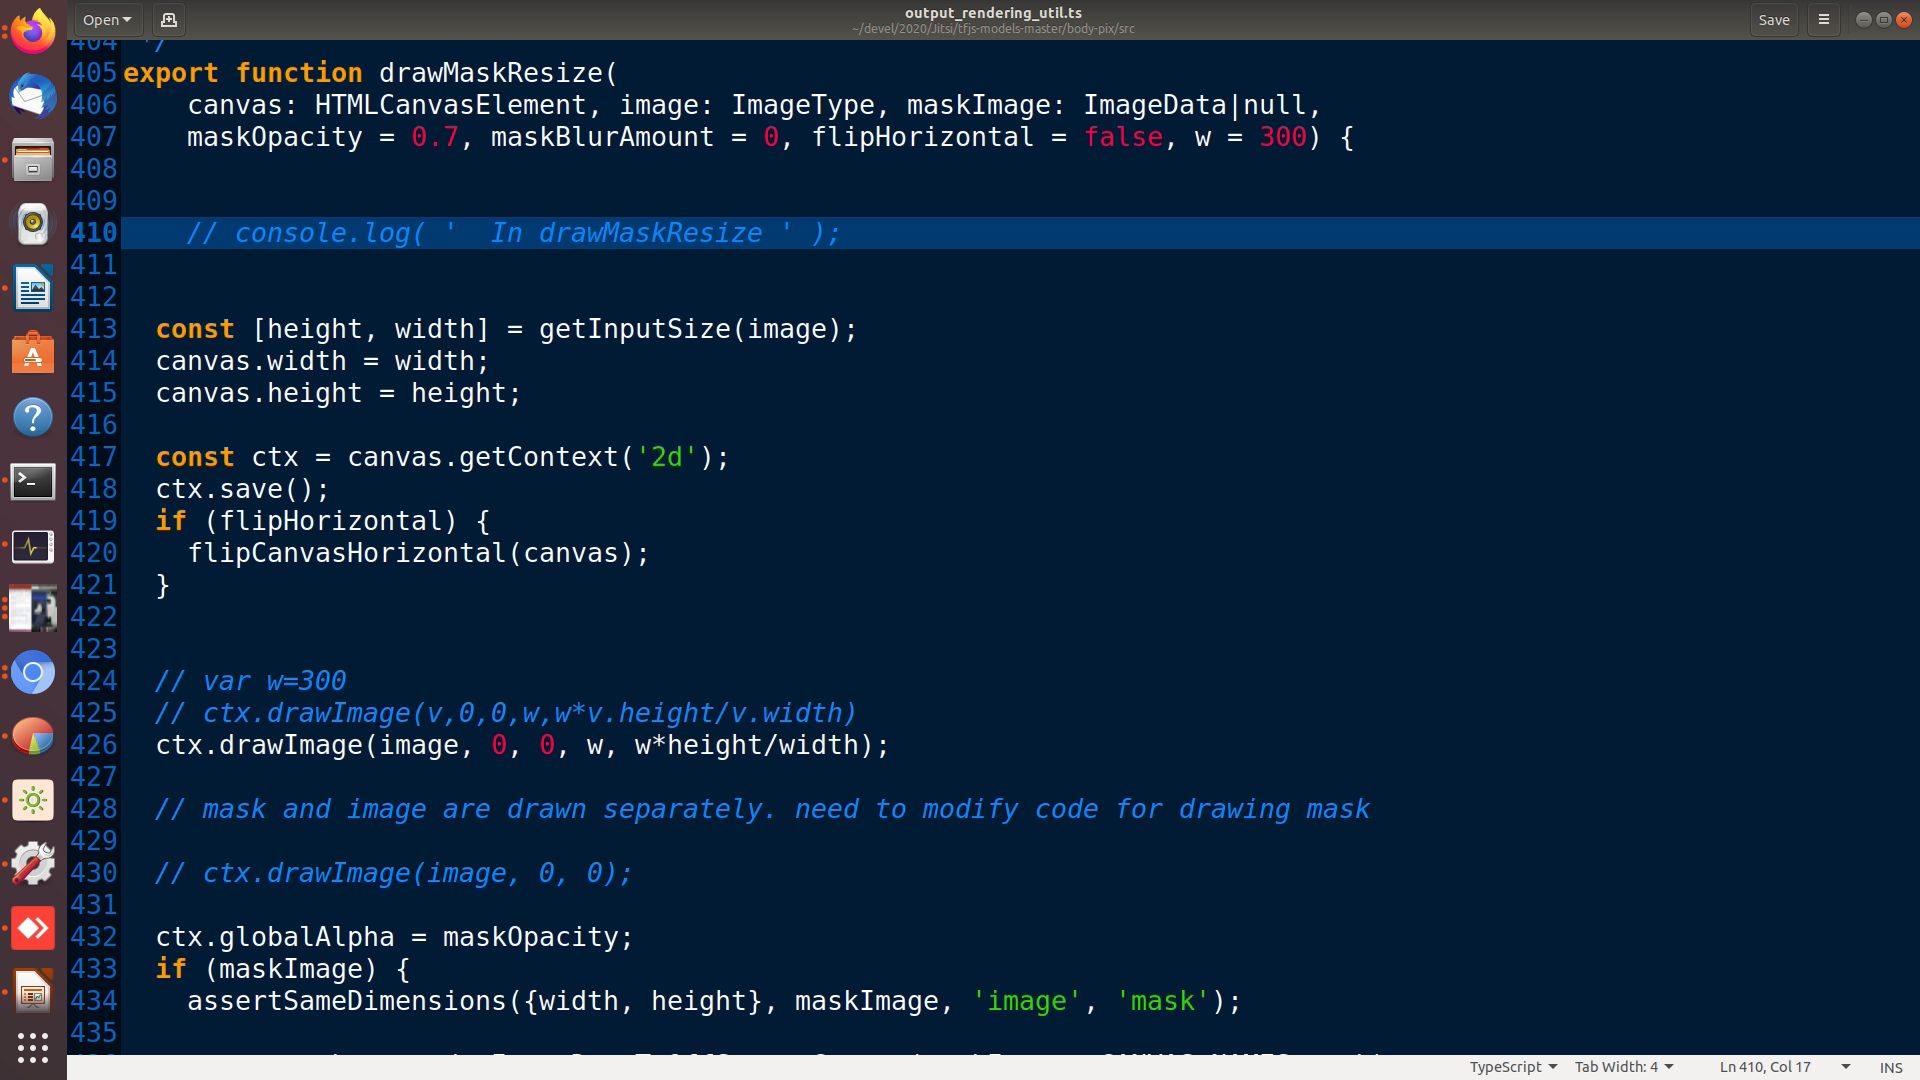 Open
output_rendering_util.ts
~/devel/2020/Jitsi/tfjs-models-master/body-pix/src
Save
404 */
405 export function drawMaskResize(
406     canvas: HTMLCanvasElement, image: ImageType, maskImage: ImageData|null,
407     maskOpacity = 0.7, maskBlurAmount = 0, flipHorizontal = false, w = 300) {
408
409
410     // console.log( '  In drawMaskResize ' );
411
412
413   const [height, width] = getInputSize(image);
414   canvas.width = width;
415   canvas.height = height;
416
417   const ctx = canvas.getContext('2d');
418   ctx.save();
419   if (flipHorizontal) {
420     flipCanvasHorizontal(canvas);
421   }
422
423
424   // var w=300
425   // ctx.drawImage(v,0,0,w,w*v.height/v.width)
426   ctx.drawImage(image, 0, 0, w, w*height/width);
427
428   // mask and image are drawn separately. need to modify code for drawing mask
429
430   // ctx.drawImage(image, 0, 0);
431
432   ctx.globalAlpha = maskOpacity;
433   if (maskImage) {
434     assertSameDimensions({width, height}, maskImage, 'image', 'mask');
435
TypeScript Tab Width: 4 Ln 410, Col 17 INS